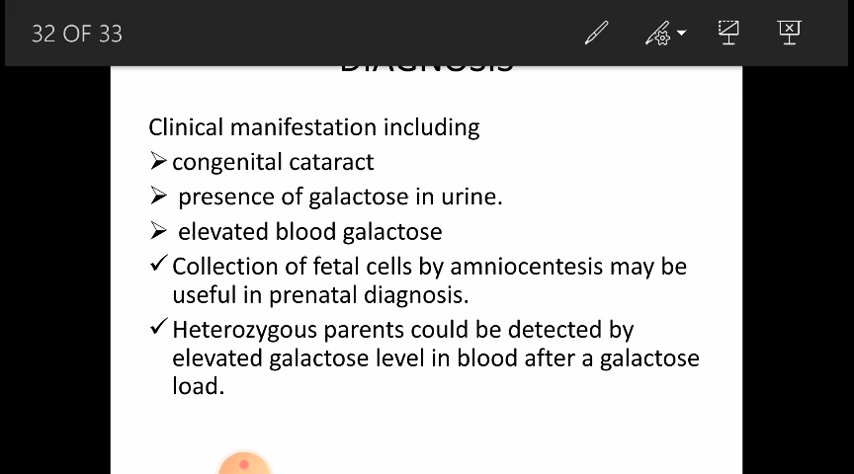 32 OF 33
DIAGNOSIS
Clinical manifestation including
➢ congenital cataract
➢ presence of galactose in urine.
➢ elevated blood galactose
✓ Collection of fetal cells by amniocentesis may be
useful in prenatal diagnosis.
✓ Heterozygous parents could be detected by
elevated galactose level in blood after a galactose
load.